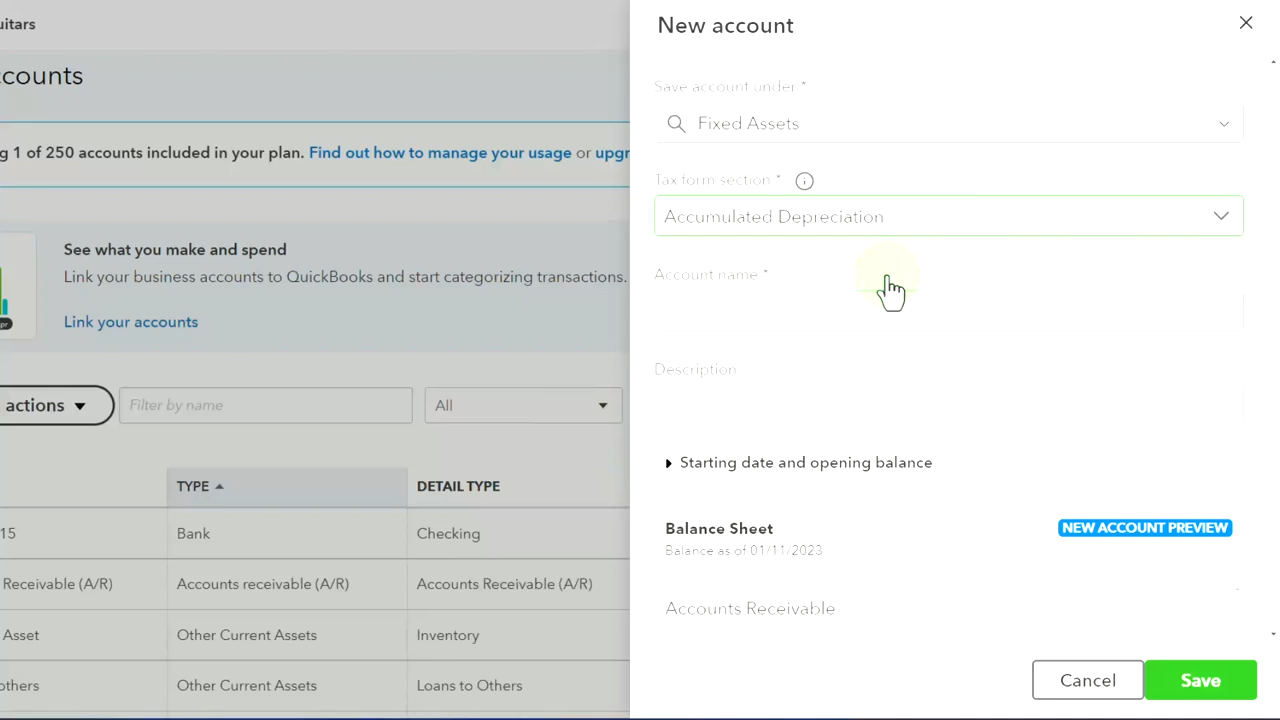 uitars
New account
ccounts
Save account under *
Fixed Assets
g 1 of 250 accounts included in your plan. Find out how to manage your usage or upgr
Tax form section *
Accumulated Depreciation
See what you make and spend
Link your business accounts to QuickBooks and start categorizing transactions.
Account name *
Link your accounts
Description
actions
Filter by name
All
Starting date and opening balance
TYPE
DETAIL TYPE
Balance Sheet
NEW ACCOUNT PREVIEW
Balance as of 01/11/2023
15
Bank
Checking
Receivable (A/R)
Accounts receivable (A/R)
Accounts Receivable (A/R)
Accounts Receivable
Asset
Other Current Assets
Inventory
others
Other Current Assets
Loans to Others
Cancel
Save